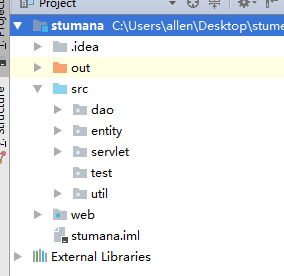 Project
stumana C:\Users\allen\Desktop\stume
.idea
out
src
dao
entity
servlet
test
util
web
stumana.iml
External Libraries
1: Project
7: Structure